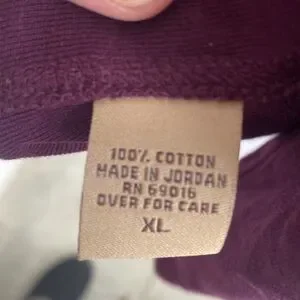 100% COTTON
MADE IN JORDAN
RN 69016
OVER FOR CARE
XL